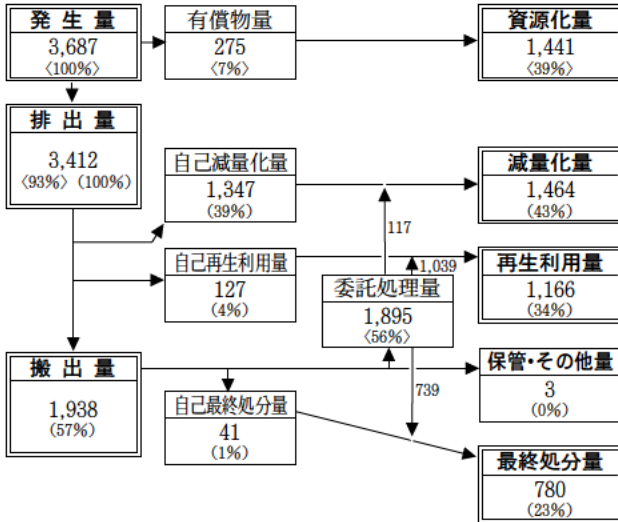 発生量
3,687
〈100%〉
有償物量
275
〈7%〉
資源化量
1,441
〈39%〉
排出量
3,412
〈93%〉(100%)
自己減量化量
1,347
(39%)
減量化量
1,464
(43%)
117
自己再生利用量
127
(4%)
1,039
再生利用量
1,166
(34%)
委託処理量
1,895
〈56%〉
搬出量
1,938
(57%)
保管・その他量
3
(0%)
739
自己最終処分量
41
(1%)
最終処分量
780
(23%)